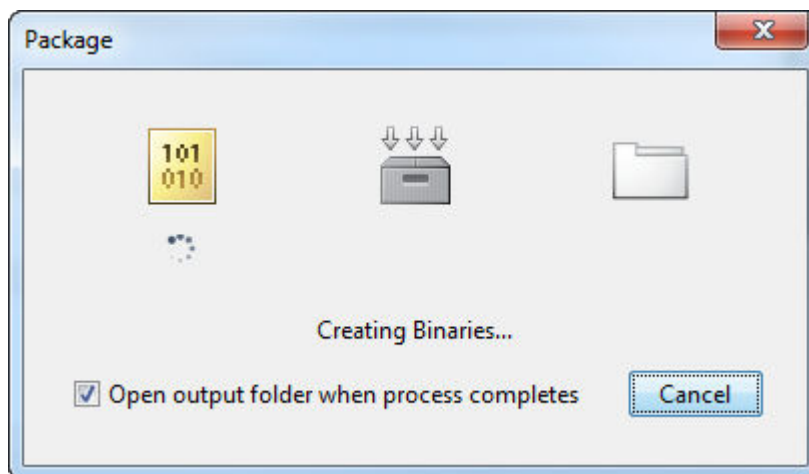 Package
101
010
Creating Binaries...
Open output folder when process completes
Cancel